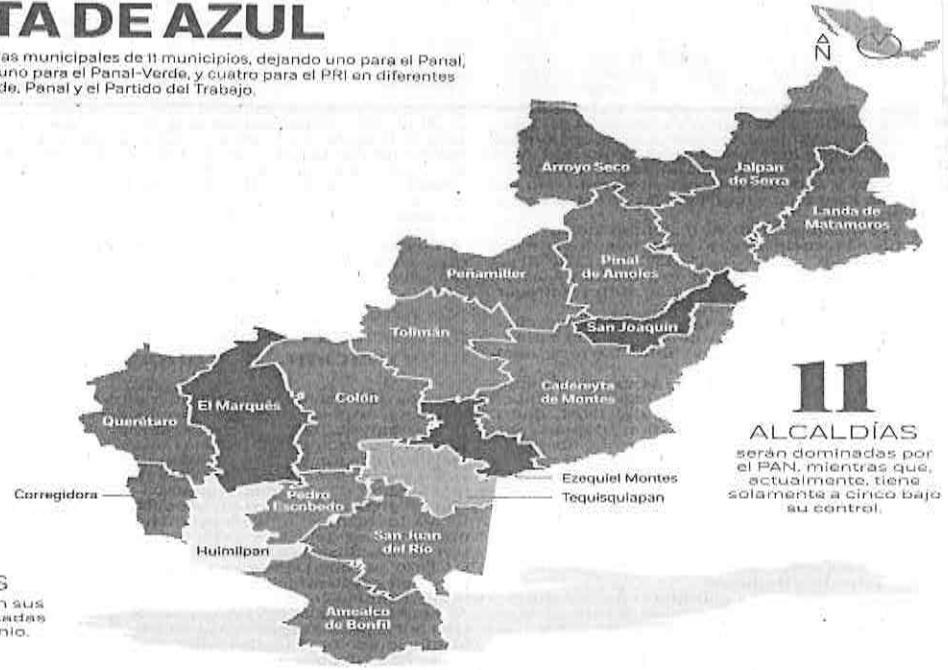 TA DE AZUL
as municipales de 11 municipios, dejando uno para el Panal,
uno para el Panal-Verde, y cuatro para el PRI en diferentes
de, Panal y el Partido del Trabajo.
N
Arroyo Seco
Jalpan
de Serra
Landa de
Matamoros
Pinal
de Amoles
Peñamiller
San Joaquín
Tolimán
Cadereyta
de Montes
Colón
El Marqués
Querétaro
11
ALCALDÍAS
serán dominadas por
el PAN, mientras que,
actualmente, tiene
solamente a cinco bajo
su control.
Ezequiel Montes
Tequisquiapan
Corregidora
Pedro
Escobedo
Huimilpan
San Juan
del Río
Amealco
de Bonfil
S
n sus
adas
nio.